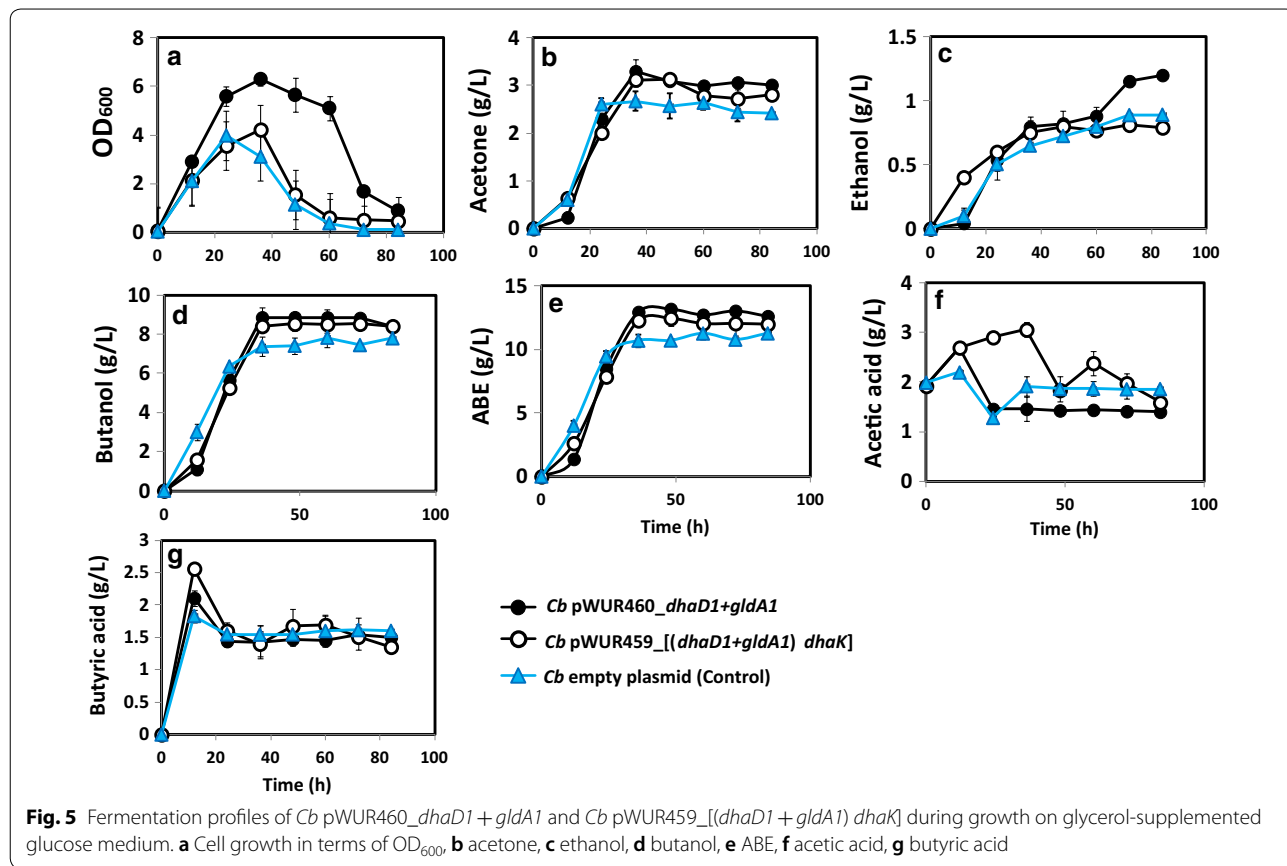 a
OD600
8
6
4
2
0
0 20 40 60 80 100
b
Acetone (g/L)
4
3
2
1
0
0 20 40 60 80 100
c
Ethanol (g/L)
1.5
1
0.5
0
0 20 40 60 80 100
d
Butanol (g/L)
10
8
6
4
2
0
0 50 100
Time (h)
e
ABE (g/L)
15
10
5
0
0 50 100
Time (h)
f
Acetic acid (g/L)
4
3
2
1
0
0 50 100
Time (h)
g
Butyric acid (g/L)
3
2.5
2
1.5
1
0.5
0
0 20 40 60 80 100
Time (h)
Cb pWUR460_dhaD1+gldA1
Cb pWUR459_[(dhaD1+gldA1) dhaK]
Cb empty plasmid (Control)
Fig. 5 Fermentation profiles of Cb pWUR460_dhaD1 + gldA1 and Cb pWUR459_[(dhaD1 + gldA1) dhaK] during growth on glycerol-supplemented
glucose medium. a Cell growth in terms of OD600, b acetone, c ethanol, d butanol, e ABE, f acetic acid, g butyric acid